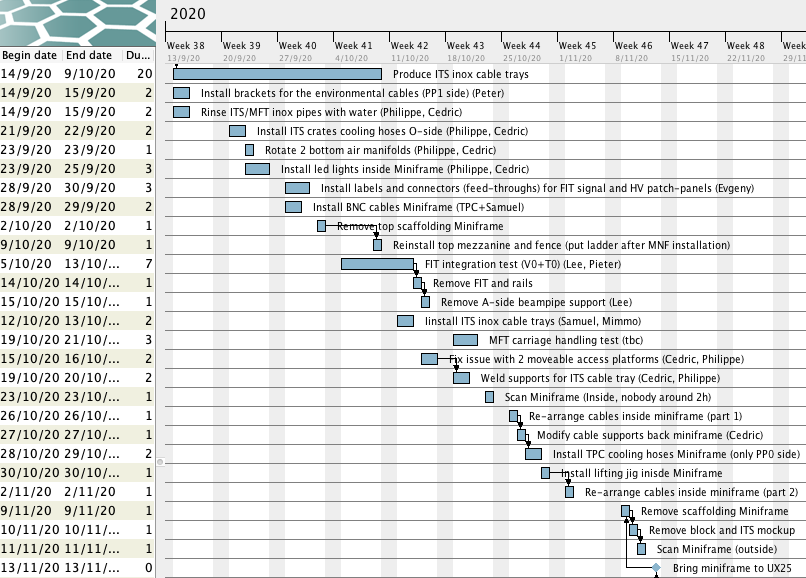 2020
Begin date End date Du... Week 38 Week 39 Week 40 Week 41 Week 42 Week 43 Week 44 Week 45 Week 46 Week 47 Week 48 Week
13/9/20 20/9/20 27/9/20 4/10/20 11/10/20 18/10/20 25/10/20 1/11/20 8/11/20 15/11/20 22/11/20 29/11
14/9/20 9/10/20 20 Produce ITS inox cable trays
14/9/20 15/9/20 2 Install brackets for the environmental cables (PP1 side) (Peter)
14/9/20 15/9/20 2 Rinse ITS/MFT inox pipes with water (Philippe, Cedric)
21/9/20 22/9/20 2 Install ITS crates cooling hoses O-side (Philippe, Cedric)
23/9/20 23/9/20 1 Rotate 2 bottom air manifolds (Philippe, Cedric)
23/9/20 25/9/20 3 Install led lights inside Miniframe (Philippe, Cedric)
28/9/20 30/9/20 3 Install labels and connectors (feed-throughs) for FIT signal and HV patch-panels (Evgeny)
28/9/20 29/9/20 2 Install BNC cables Miniframe (TPC+Samuel)
2/10/20 2/10/20 1 Remove top scaffolding Miniframe
9/10/20 9/10/20 1 Reinstall top mezzanine and fence (put ladder after MNF installation)
5/10/20 13/10/... 7 FIT integration test (V0+T0) (Lee, Pieter)
14/10/20 14/10/... 1 Remove FIT and rails
15/10/20 15/10/... 1 Remove A-side beampipe support (Lee)
12/10/20 13/10/... 2 Iinstall ITS inox cable trays (Samuel, Mimmo)
19/10/20 21/10/... 3 MFT carriage handling test (tbc)
15/10/20 16/10/... 2 Fix issue with 2 moveable access platforms (Cedric, Philippe)
19/10/20 20/10/... 2 Weld supports for ITS cable tray (Cedric, Philippe)
23/10/20 23/10/... 1 Scan Miniframe (Inside, nobody around 2h)
26/10/20 26/10/... 1 Re-arrange cables inside miniframe (part 1)
27/10/20 27/10/... 1 Modify cable supports back miniframe (Cedric)
28/10/20 29/10/... 2 Install TPC cooling hoses Miniframe (only PP0 side)
30/10/20 30/10/... 1 Install lifting jig inisde Miniframe
2/11/20 2/11/20 1 Re-arrange cables inside miniframe (part 2)
9/11/20 9/11/20 1 Remove scaffolding Miniframe
10/11/20 10/11/... 1 Remove block and ITS mockup
11/11/20 11/11/... 1 Scan Miniframe (outside)
13/11/20 13/11/... 0 Bring miniframe to UX25